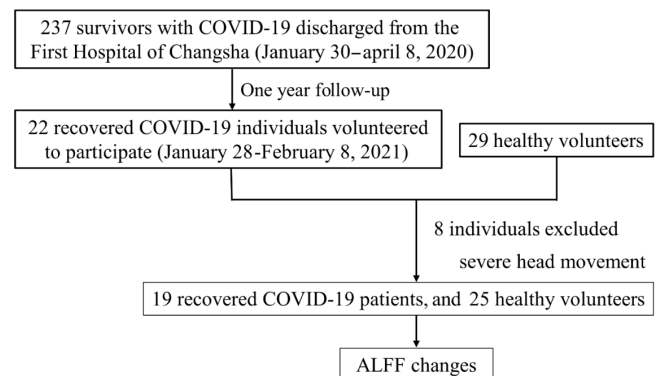 237 survivors with COVID-19 discharged from the
First Hospital of Changsha (January 30–april 8, 2020)
One year follow-up
22 recovered COVID-19 individuals volunteered
to participate (January 28-February 8, 2021)
29 healthy volunteers
8 individuals excluded
severe head movement
19 recovered COVID-19 patients, and 25 healthy volunteers
ALFF changes